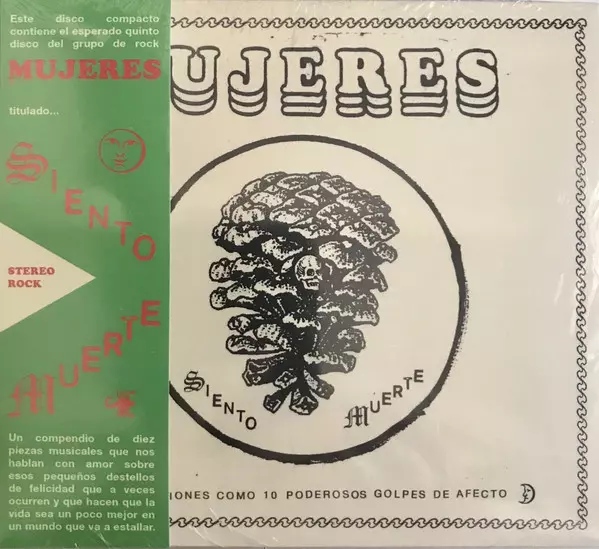 Este disco compacto
contiene el esperado quinto
disco del grupo de rock
MUJERES
titulado...
SIENTO
MUERTE
STEREO
ROCK
Un compendio de diez
piezas musicales que nos
hablan con amor sobre
esos pequeños destellos
de felicidad que a veces
ocurren y que hacen que la
vida sea un poco mejor en
un mundo que va a estallar.
UJERES
SIENTO MUERTE
IONES COMO 10 PODEROSOS GOLPES DE AFECTO